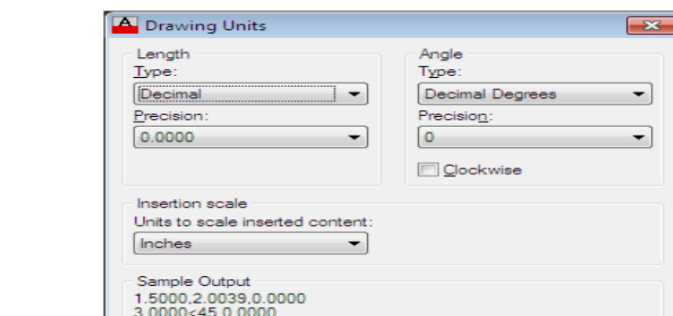 Drawing Units
Length
Type:
Decimal
Precision:
0.0000
Angle
Type:
Decimal Degrees
Precision:
0
Clockwise
Insertion scale
Units to scale inserted content:
Inches
Sample Output
1.5000,2.0039,0.0000
3.0000<45,0.0000